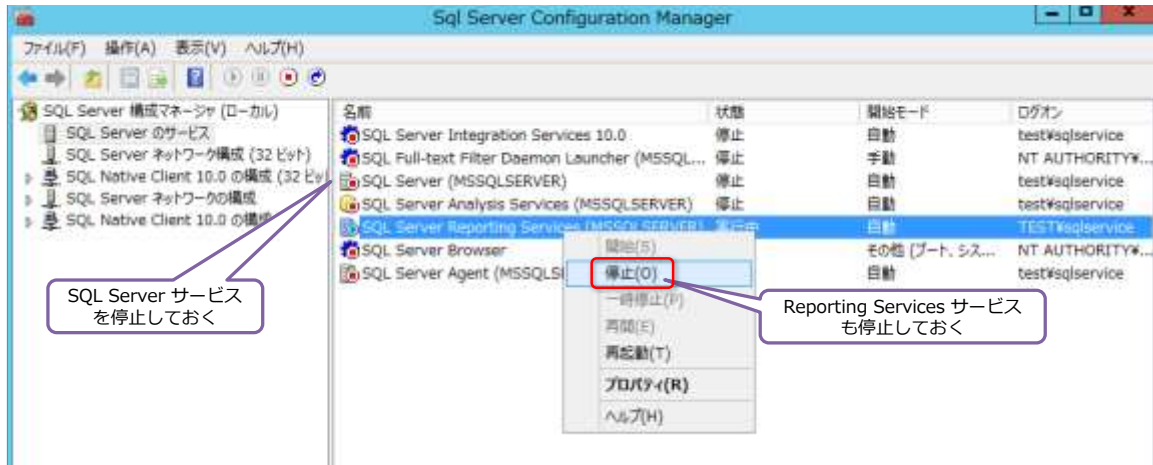 Sql Server Configuration Manager
ファイル(F) 操作(A) 表示(V) ヘルプ(H)
SQL Server 構成マネージャ (ローカル)
SQL Server のサービス
SQL Server ネットワーク構成 (32 ビット)
SQL Native Client 10.0 の構成 (32 ビッ
SQL Server ネットワークの構成
SQL Native Client 10.0 の構成
名前 状態 開始モード ログオン
SQL Server Integration Services 10.0 停止 自動 test¥sqlservice
SQL Full-text Filter Daemon Launcher (MSSQL... 停止 手動 NT AUTHORITY¥...
SQL Server (MSSQLSERVER) 停止 自動 test¥sqlservice
SQL Server Analysis Services (MSSQLSERVER) 停止 自動 test¥sqlservice
SQL Server Reporting Services (MSSQLSERVER) 実行中 自動 TEST¥sqlservice
SQL Server Browser その他 (ブート、シス... NT AUTHORITY¥...
SQL Server Agent (MSSQLS 自動 test¥sqlservice
開始(S)
停止(O)
一時停止(P)
再開(E)
再起動(T)
プロパティ(R)
ヘルプ(H)
SQL Server サービス
を停止しておく
Reporting Services サービス
も停止しておく